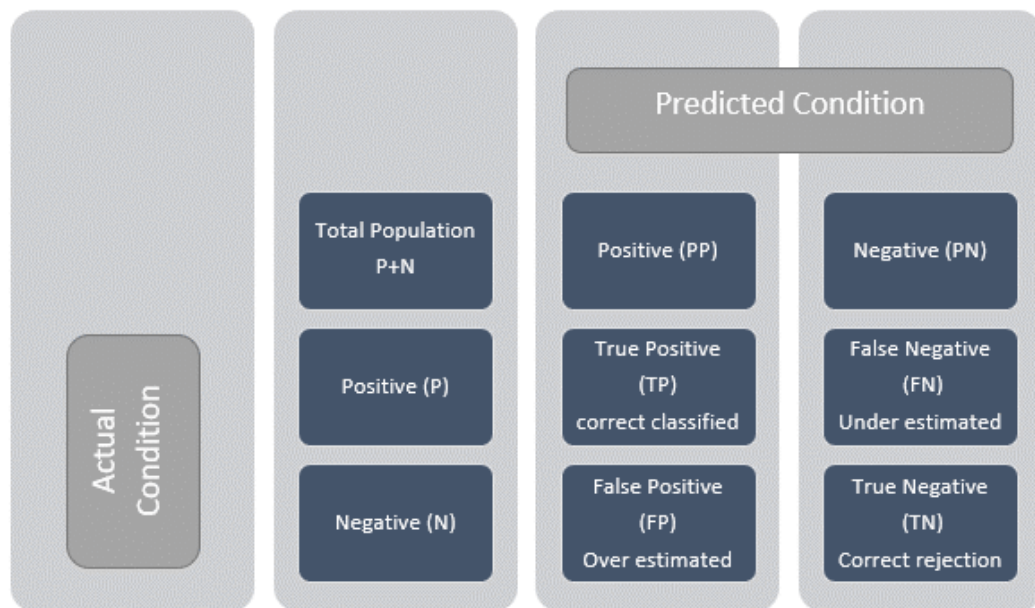 Predicted Condition
Total Population
P+N
Positive (PP)
Negative (PN)
Actual
Condition
Positive (P)
True Positive
(TP)
correct classified
False Negative
(FN)
Under estimated
Negative (N)
False Positive
(FP)
Over estimated
True Negative
(TN)
Correct rejection